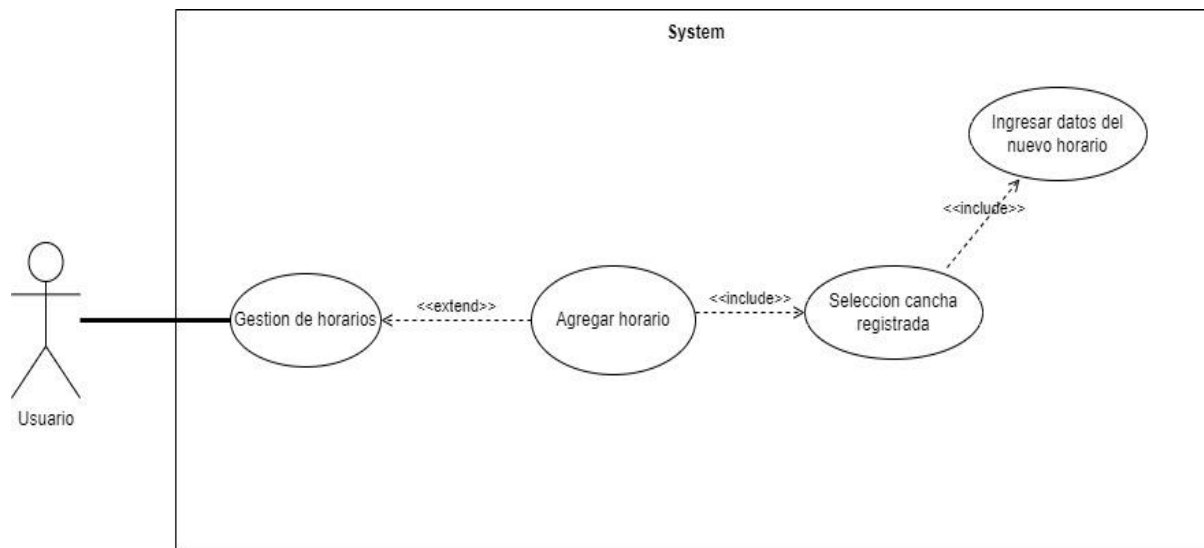 System
Ingresar datos del
nuevo horario
<<include>>
Usuario
Gestion de horarios
<<extend>>
Agregar horario
<<include>>
Seleccion cancha
registrada